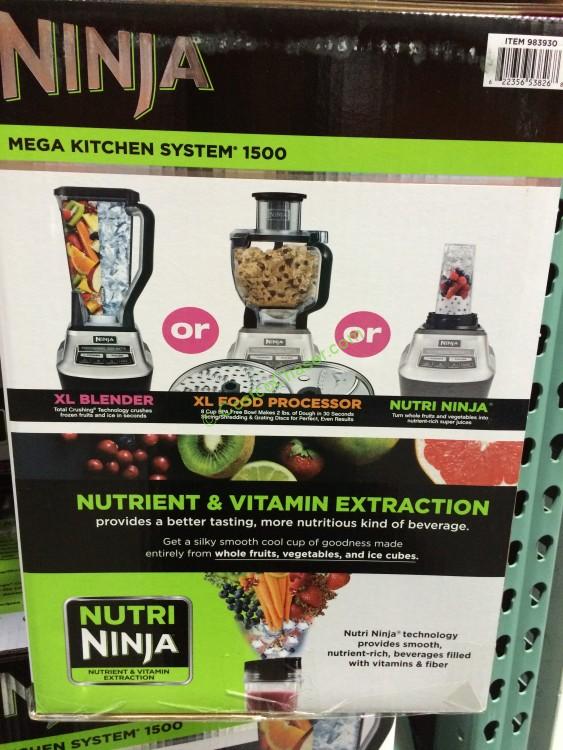 NINJA
ITEM 983930
6 22356 53826 8
MEGA KITCHEN SYSTEM® 1500
or
or
NINJA
NINJA
XL BLENDER
Total Crushing® Technology crushes
frozen fruits and ice in seconds
XL FOOD PROCESSOR
8 Cup BPA Free Bowl Makes 2 lbs. of Dough in 30 Seconds
Slicing/Shredding & Grating Discs for Perfect, Even Results
NUTRI NINJA®
Turn whole fruits and vegetables into
nutrient-rich super juices
NUTRIENT & VITAMIN EXTRACTION
provides a better tasting, more nutritious kind of beverage.
Get a silky smooth cool cup of goodness made
entirely from whole fruits, vegetables, and ice cubes.
NUTRI
NINJA
NUTRIENT & VITAMIN
EXTRACTION
Nutri Ninja® technology
provides smooth,
nutrient-rich, beverages filled
with vitamins & fiber
SYSTEM® 1500